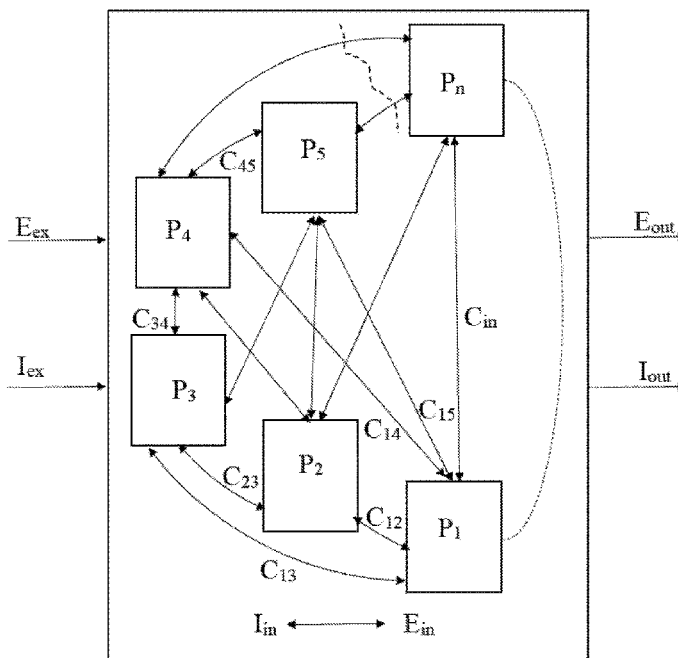 Pn
P5
C45
P4
Eex
Eout
C34
Cin
Iex
Iout
P3
C15
C14
P2
C23
C12
P1
C13
Iin Ein